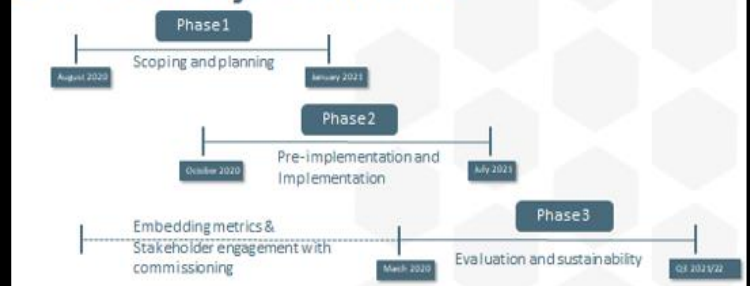 Phase1
Scoping and planning
August 2020
January 2021
Phase2
Pre-implementation and
Implementation
October 2020
July 2021
Phase3
Embedding metrics &
Stakeholder engagement with
commissioning
Evaluation and sustainability
March 2020
Q3 2021/22